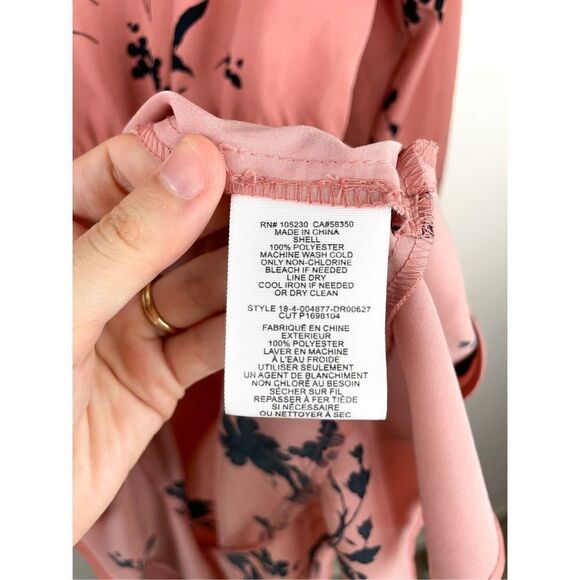 RN# 105230 CA#58350
MADE IN CHINA
SHELL
100% POLYESTER
MACHINE WASH COLD
ONLY NON-CHLORINE
BLEACH IF NEEDED
LINE DRY
COOL IRON IF NEEDED
OR DRY CLEAN
STYLE 18-4-004877-DR00627
CUT P1698104
FABRIQUÉ EN CHINE
EXTERIEUR
100% POLYESTER
LAVER EN MACHINE
À L'EAU FROIDE
UTILISER SEULEMENT
UN AGENT DE BLANCHIMENT
NON CHLORÉ AU BESOIN
SÉCHER SUR FIL
REPASSER À FER TIÈDE
SI NÉCESSAIRE
OU NETTOYER À SEC